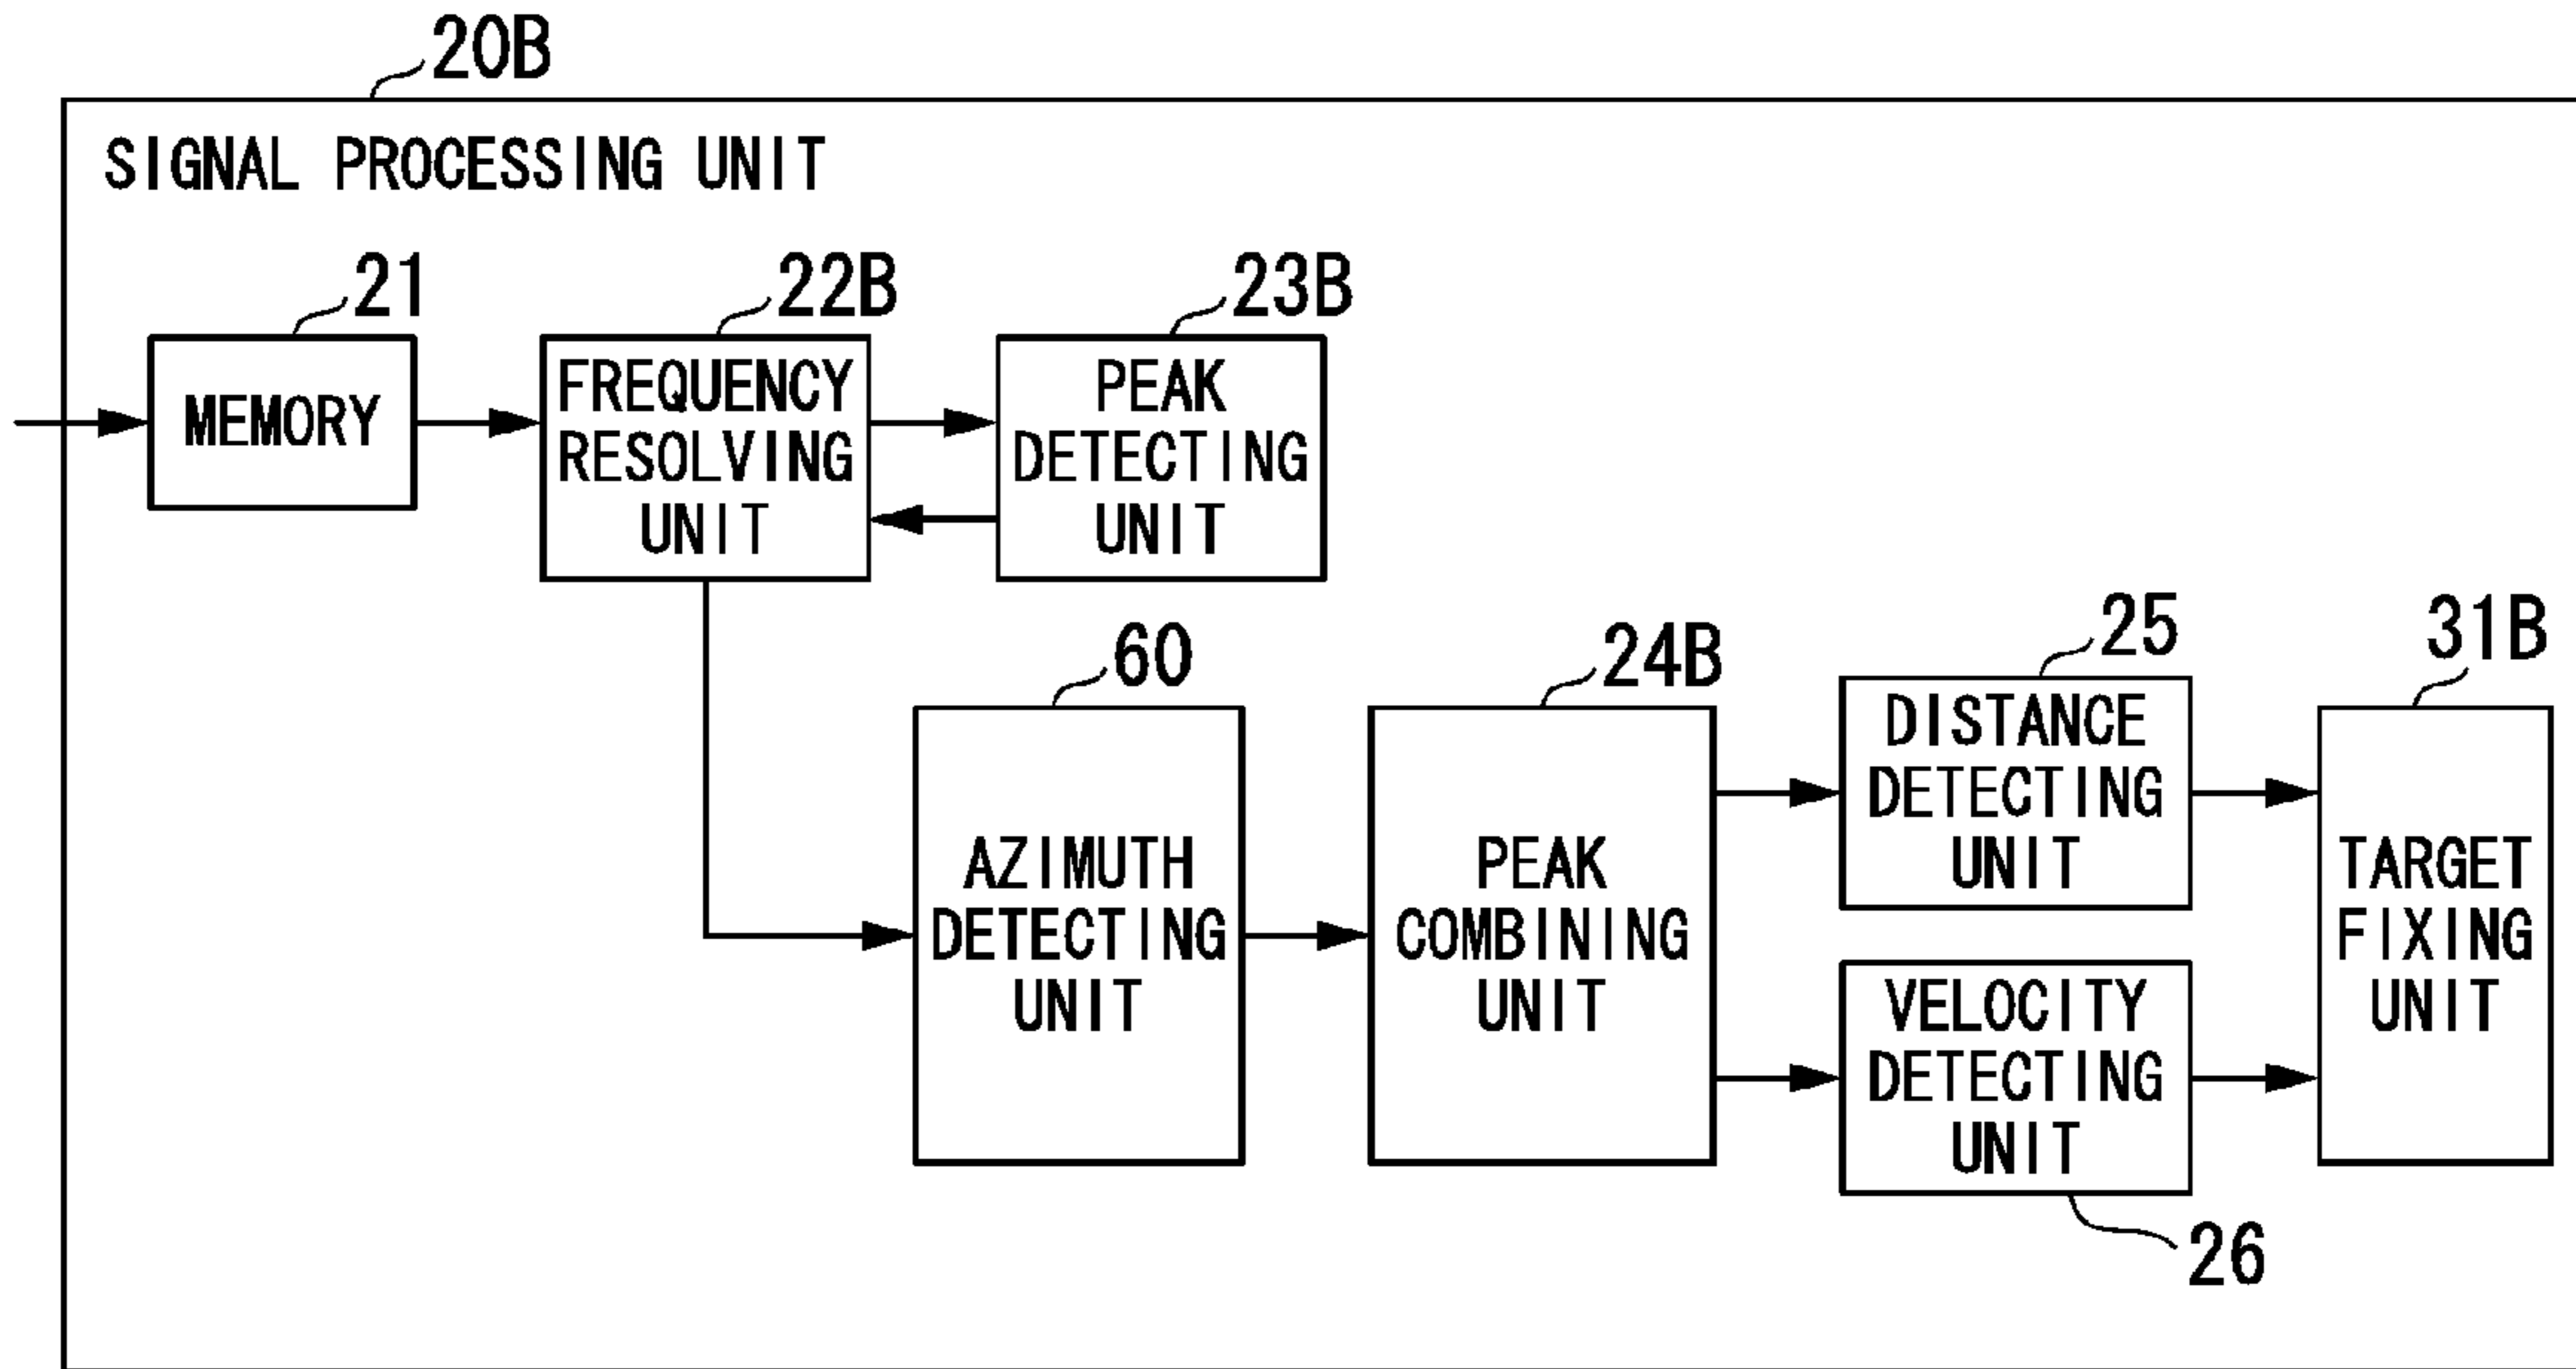 20B
SIGNAL PROCESSING UNIT
21
22B
23B
MEMORY
FREQUENCY
RESOLVING
UNIT
PEAK
DETECTING
UNIT
60
24B
25
31B
AZIMUTH
DETECTING
UNIT
PEAK
COMBINING
UNIT
DISTANCE
DETECTING
UNIT
VELOCITY
DETECTING
UNIT
26
TARGET
FIXING
UNIT